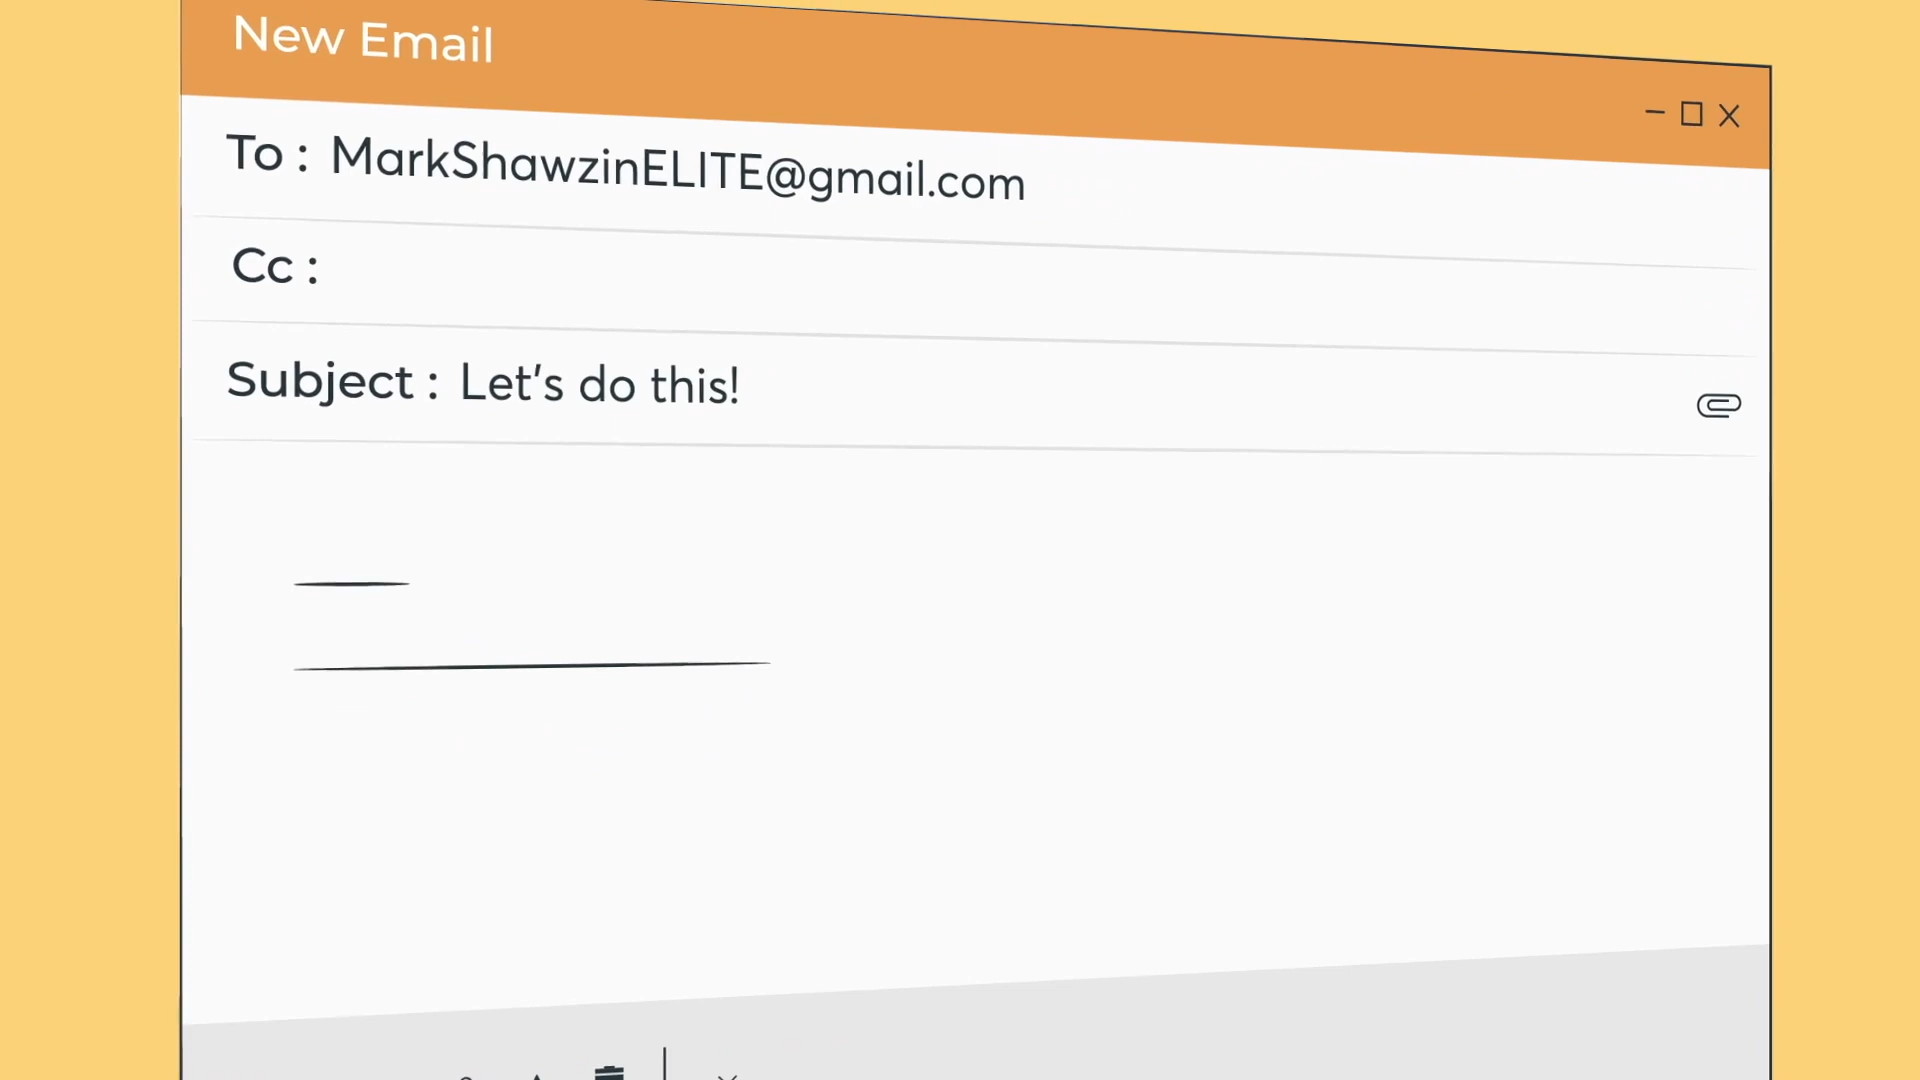 New Email
To : MarkShawzinELITE@gmail.com
Cc :
Subject : Let's do this!